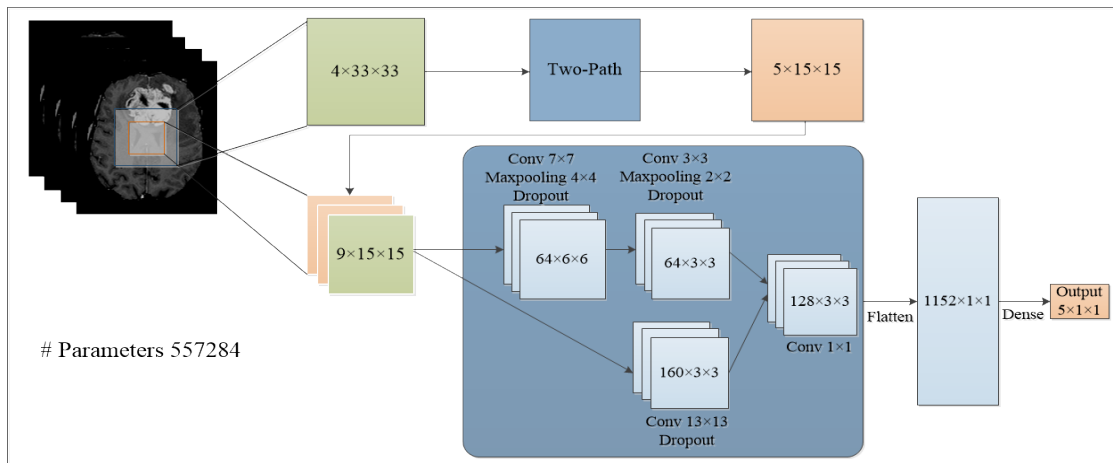 4×33×33
Two-Path
5×15×15
9×15×15
Conv 7×7
Maxpooling 4×4
Dropout
64×6×6
Conv 3×3
Maxpooling 2×2
Dropout
64×3×3
160×3×3
Conv 13×13
Dropout
128×3×3
Conv 1×1
Flatten
1152×1×1
Dense
Output
5×1×1
# Parameters 557284